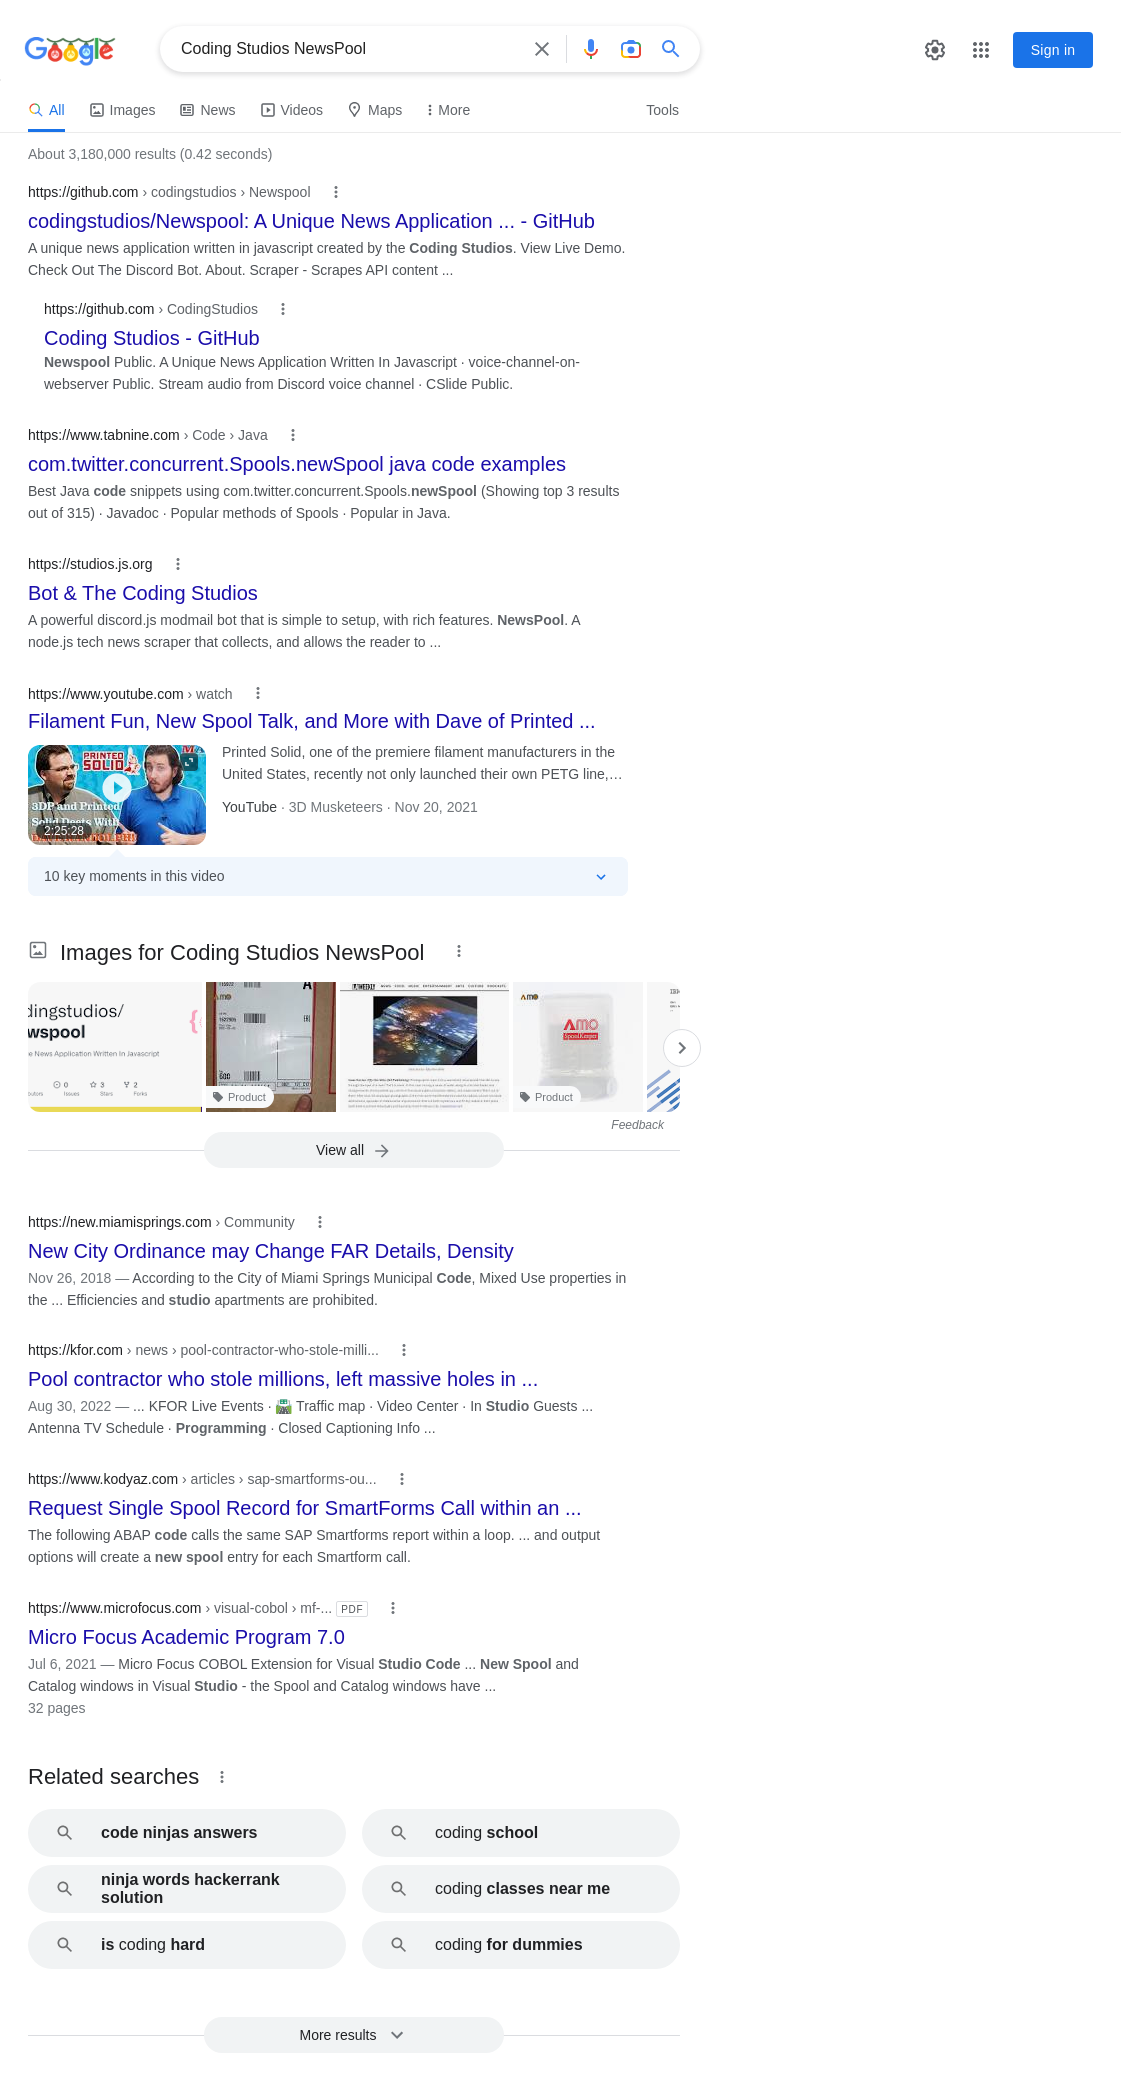 Google
Coding Studios NewsPool
Sign in
All
Images
News
Videos
Maps
More
Tools
About 3,180,000 results (0.42 seconds)
https://github.com › codingstudios › Newspool
codingstudios/Newspool: A Unique News Application ... - GitHub
A unique news application written in javascript created by the Coding Studios. View Live Demo.
Check Out The Discord Bot. About. Scraper - Scrapes API content ...
https://github.com › CodingStudios
Coding Studios - GitHub
Newspool Public. A Unique News Application Written In Javascript · voice-channel-on-
webserver Public. Stream audio from Discord voice channel · CSlide Public.
https://www.tabnine.com › Code › Java
com.twitter.concurrent.Spools.newSpool java code examples
Best Java code snippets using com.twitter.concurrent.Spools.newSpool (Showing top 3 results
out of 315) · Javadoc · Popular methods of Spools · Popular in Java.
https://studios.js.org
Bot & The Coding Studios
A powerful discord.js modmail bot that is simple to setup, with rich features. NewsPool. A
node.js tech news scraper that collects, and allows the reader to ...
https://www.youtube.com › watch
Filament Fun, New Spool Talk, and More with Dave of Printed ...
PRINTED
SOLID
3DP and Printed
Solid Deets With
2:25:28
Printed Solid, one of the premiere filament manufacturers in the
United States, recently not only launched their own PETG line,…
YouTube · 3D Musketeers · Nov 20, 2021
10 key moments in this video
Images for Coding Studios NewsPool
dingstudios/
wspool
e News Application Written In Javascript
0
3
2
Issues
Stars
Forks
Product
WEEKLY
AMO
AMO
SpoolKeeper
Product
Feedback
View all
https://new.miamisprings.com › Community
New City Ordinance may Change FAR Details, Density
Nov 26, 2018 — According to the City of Miami Springs Municipal Code, Mixed Use properties in
the ... Efficiencies and studio apartments are prohibited.
https://kfor.com › news › pool-contractor-who-stole-milli...
Pool contractor who stole millions, left massive holes in ...
Aug 30, 2022 — ... KFOR Live Events · 🛣️ Traffic map · Video Center · In Studio Guests ...
Antenna TV Schedule · Programming · Closed Captioning Info ...
https://www.kodyaz.com › articles › sap-smartforms-ou...
Request Single Spool Record for SmartForms Call within an ...
The following ABAP code calls the same SAP Smartforms report within a loop. ... and output
options will create a new spool entry for each Smartform call.
https://www.microfocus.com › visual-cobol › mf-... PDF
Micro Focus Academic Program 7.0
Jul 6, 2021 — Micro Focus COBOL Extension for Visual Studio Code ... New Spool and
Catalog windows in Visual Studio - the Spool and Catalog windows have ...
32 pages
Related searches
code ninjas answers
coding school
ninja words hackerrank
solution
coding classes near me
is coding hard
coding for dummies
More results